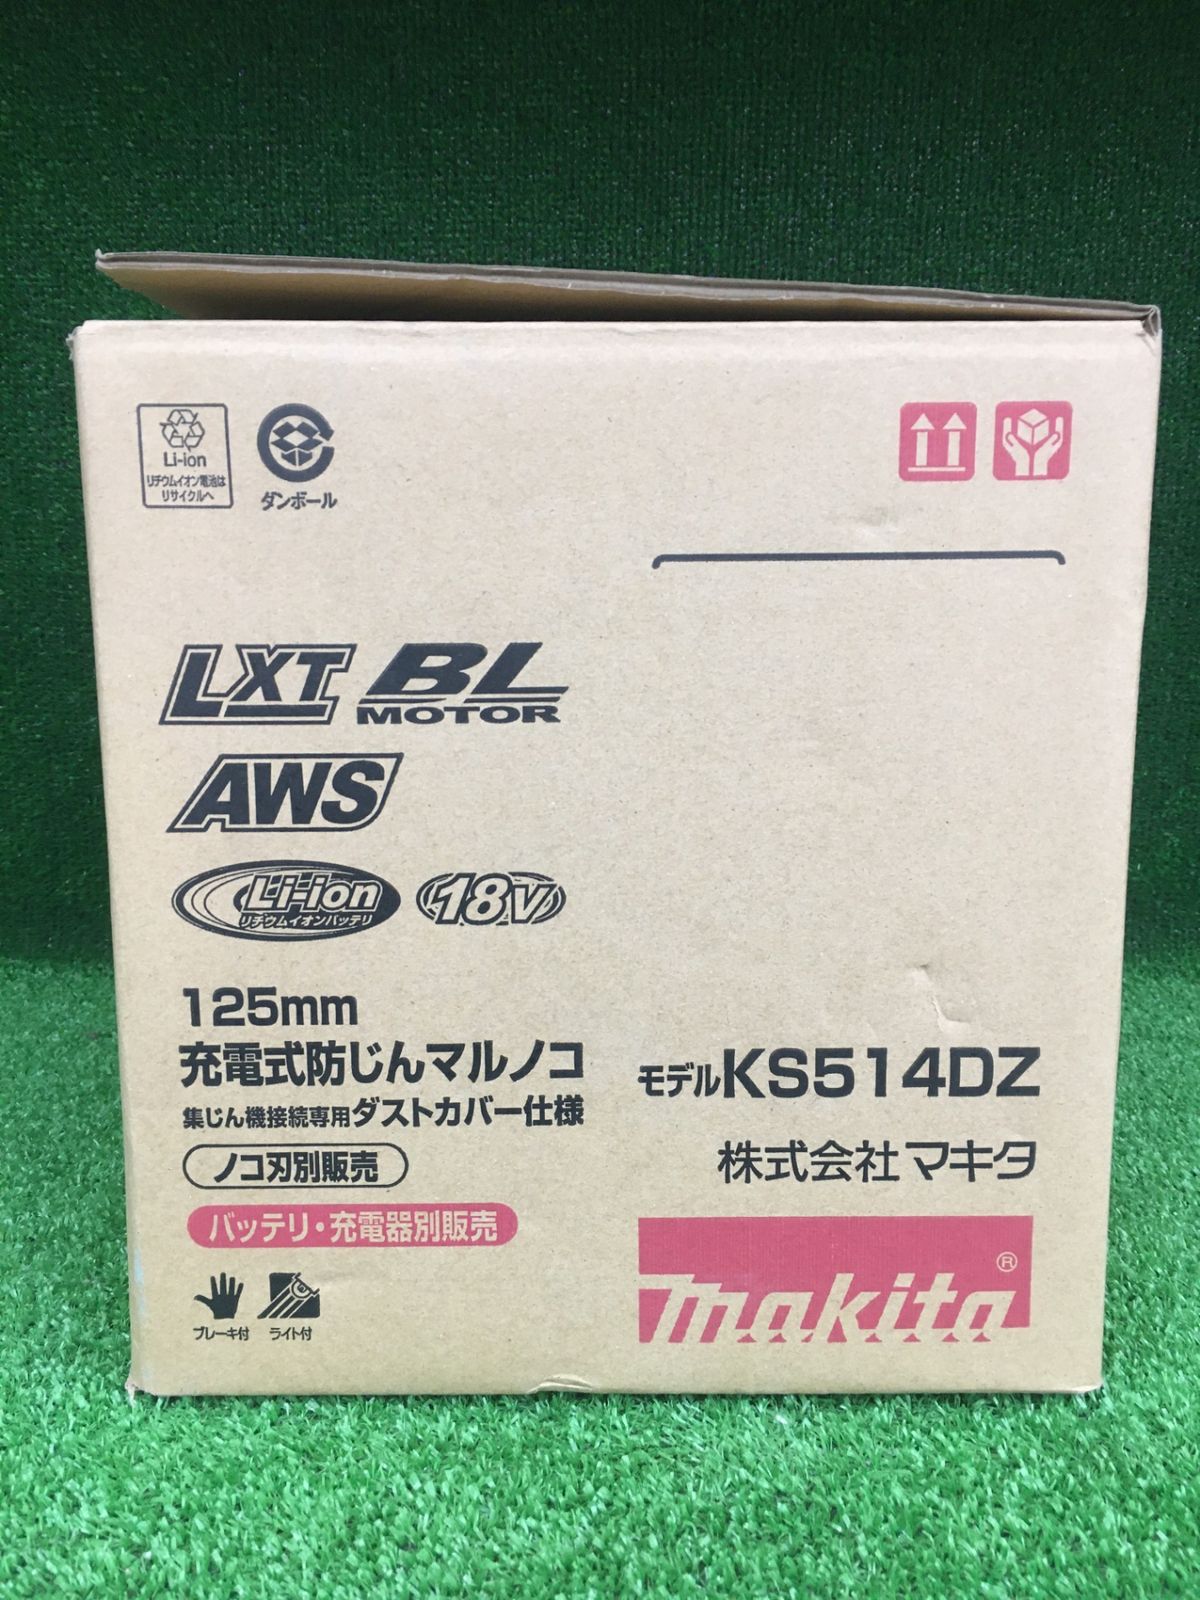 Li-ion
リチウムイオン電池は
リサイクルへ
ダンボール
LXT BL
MOTOR
AWS
Li-ion
リチウムイオンバッテリ
18V
125mm
充電式防じんマルノコ
集じん機接続専用ダストカバー仕様
ノコ刃別販売
バッテリ・充電器別販売
ブレーキ付 ライト付
モデルKS514DZ
株式会社マキタ
makita®